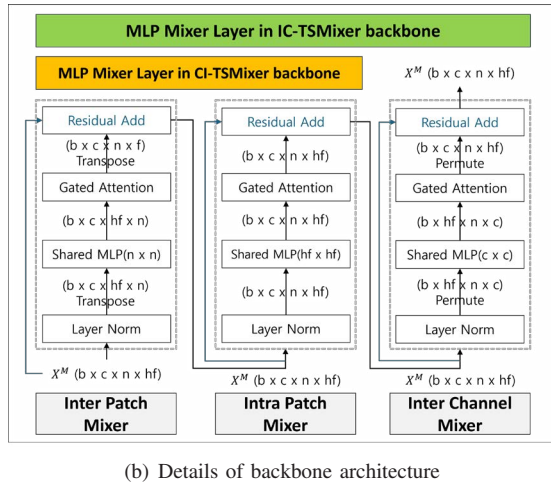 MLP Mixer Layer in IC-TSMixer backbone
MLP Mixer Layer in CI-TSMixer backbone
Residual Add
(b x c x n x f)
Transpose
Gated Attention
(b x c x hf x n)
Shared MLP(n x n)
(b x c x hf x n)
Transpose
Layer Norm
X^M (b x c x n x hf)
Inter Patch
Mixer
Residual Add
(b x c x n x hf)
Gated Attention
(b x c x n x hf)
Shared MLP(hf x hf)
(b x c x n x hf)
Layer Norm
X^M (b x c x n x hf)
Intra Patch
Mixer
X^M (b x c x n x hf)
Residual Add
(b x c x n x hf)
Permute
Gated Attention
(b x hf x n x c)
Shared MLP(c x c)
(b x hf x n x c)
Permute
Layer Norm
X^M (b x c x n x hf)
Inter Channel
Mixer
(b) Details of backbone architecture